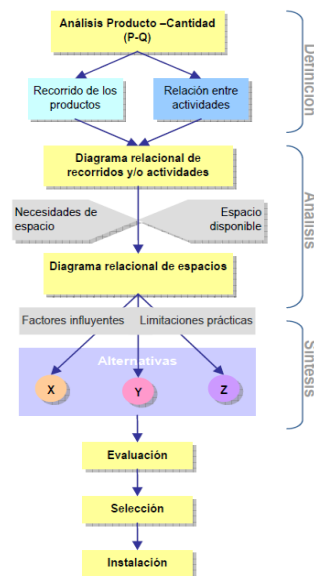 Análisis Producto –Cantidad
(P-Q)
Recorrido de los
productos
Relación entre
actividades
Definición
Diagrama relacional de
recorridos y/o actividades
Necesidades de
espacio
Espacio
disponible
Análisis
Diagrama relacional de espacios
Factores influyentes
Limitaciones prácticas
Alternativas
X
Y
Z
Síntesis
Evaluación
Selección
Instalación